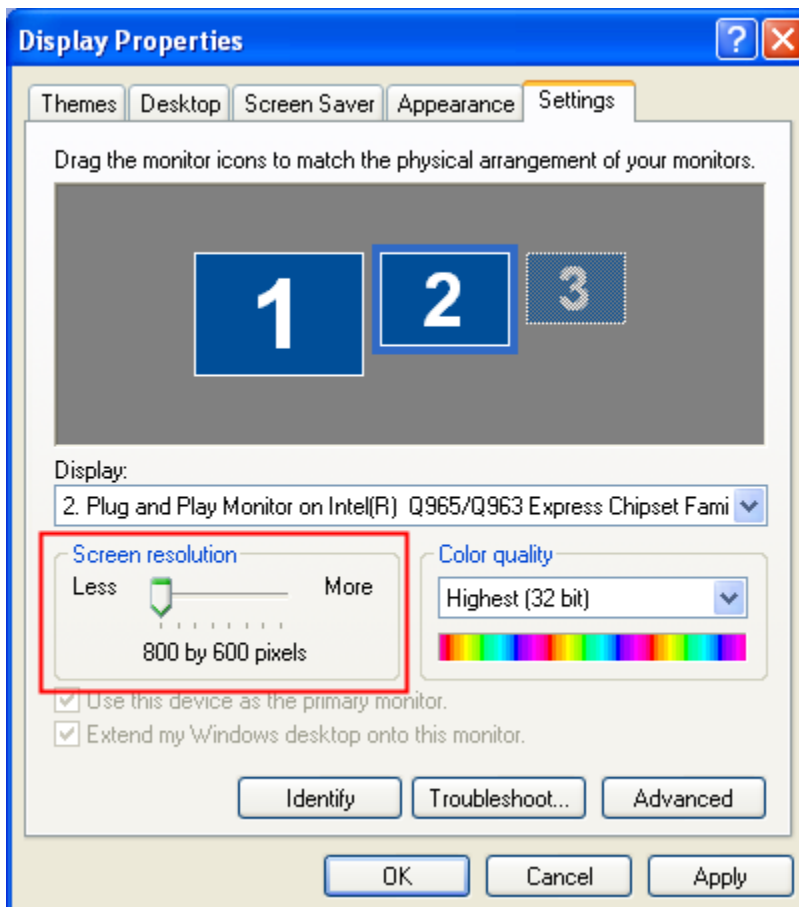 Display Properties
?
Themes Desktop Screen Saver Appearance Settings
Drag the monitor icons to match the physical arrangement of your monitors.
1 2 3
Display:
2. Plug and Play Monitor on Intel(R) Q965/Q963 Express Chipset Fami
Screen resolution Color quality
Less More Highest (32 bit)
800 by 600 pixels
Use this device as the primary monitor.
Extend my Windows desktop onto this monitor.
Identify Troubleshoot... Advanced
OK Cancel Apply